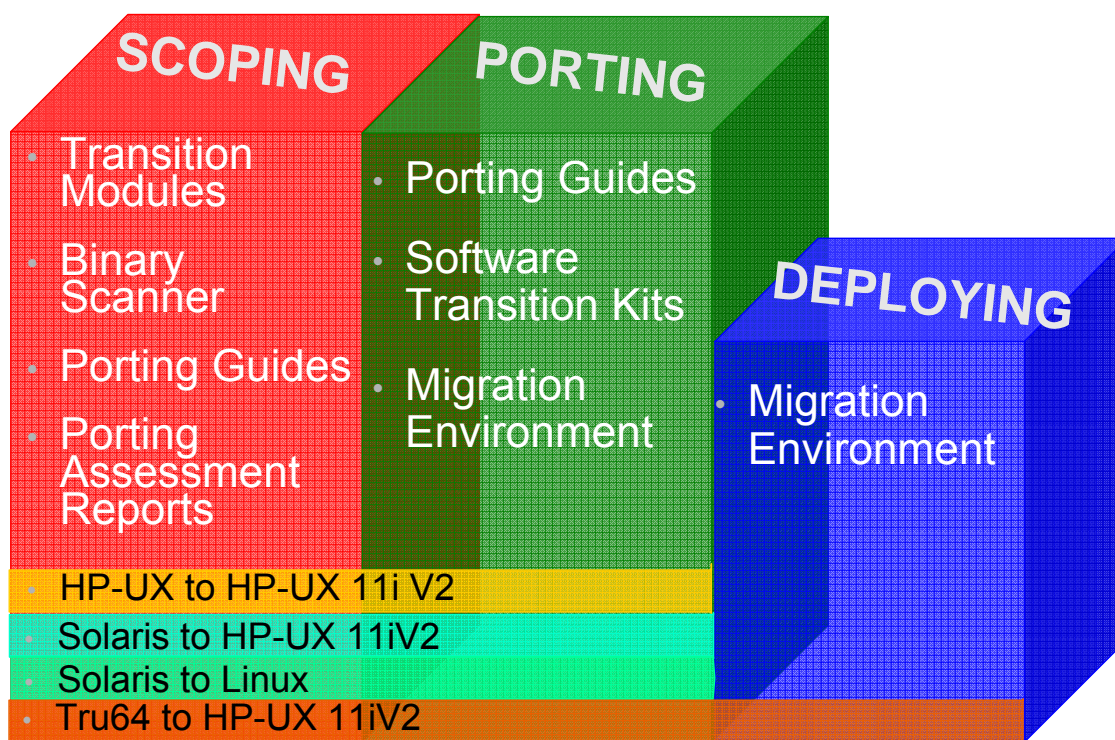 SCOPING
• Transition
Modules
• Binary
Scanner
• Porting Guides
• Porting
Assessment
Reports
PORTING
• Porting Guides
• Software
Transition Kits
• Migration
Environment
DEPLOYING
• Migration
Environment
• HP-UX to HP-UX 11i V2
• Solaris to HP-UX 11iV2
• Solaris to Linux
• Tru64 to HP-UX 11iV2